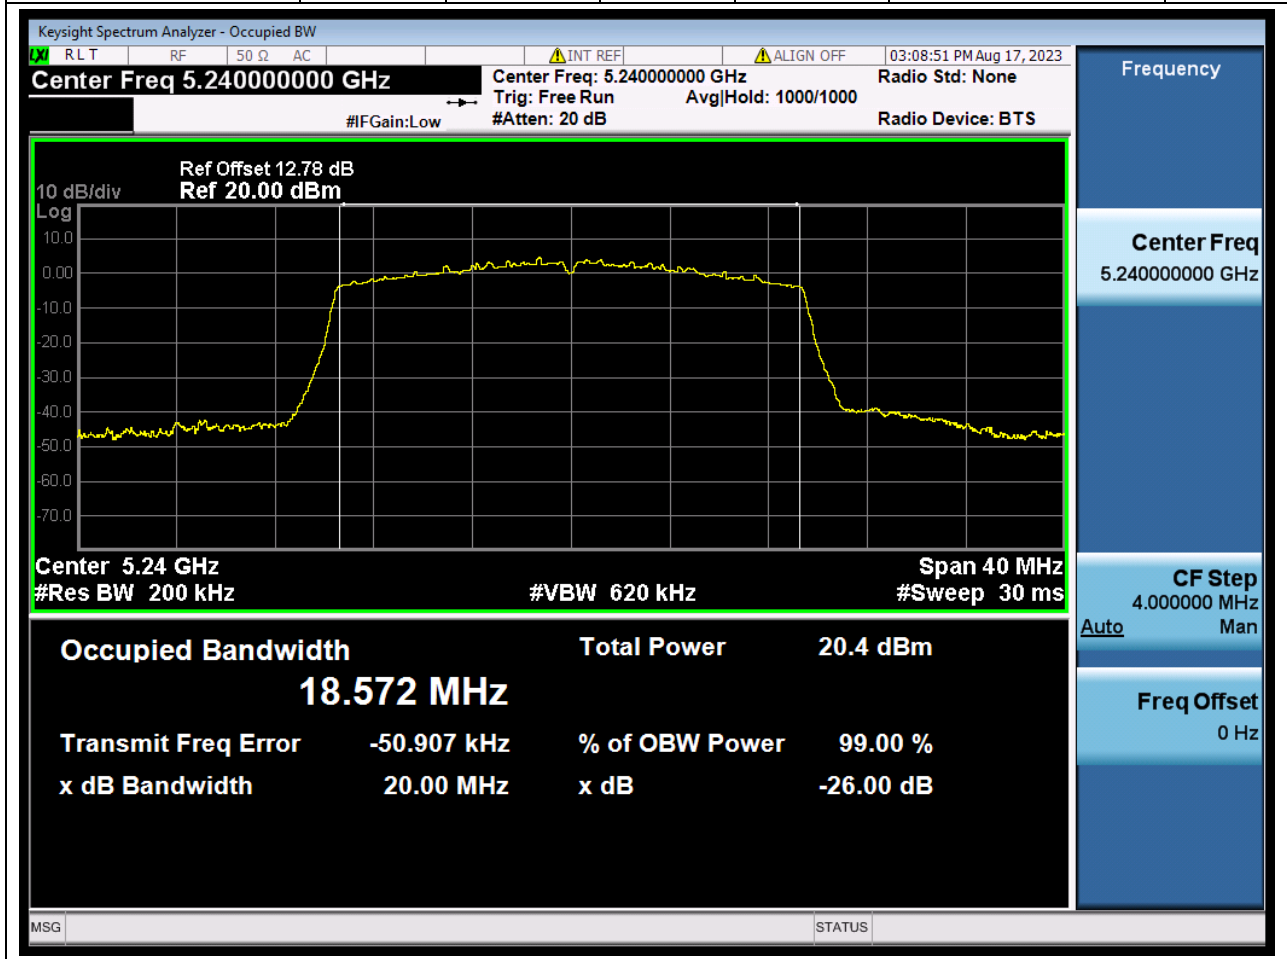 Keysight Spectrum Analyzer - Occupied BW
LXI RLT RF 50 Ω AC INT REF ALIGN OFF 03:08:51 PM Aug 17, 2023
Center Freq 5.240000000 GHz
Center Freq: 5.240000000 GHz
Radio Std: None
Trig: Free Run Avg|Hold: 1000/1000
#IFGain:Low
#Atten: 20 dB
Radio Device: BTS
Ref Offset 12.78 dB
10 dB/div Ref 20.00 dBm
Log
10.0
0.00
-10.0
-20.0
-30.0
-40.0
-50.0
-60.0
-70.0
Center 5.24 GHz Span 40 MHz
#Res BW 200 kHz #VBW 620 kHz #Sweep 30 ms
Occupied Bandwidth Total Power 20.4 dBm
18.572 MHz
Transmit Freq Error -50.907 kHz % of OBW Power 99.00 %
x dB Bandwidth 20.00 MHz x dB -26.00 dB
Frequency
Center Freq
5.240000000 GHz
CF Step
4.000000 MHz
Auto Man
Freq Offset
0 Hz
MSG STATUS